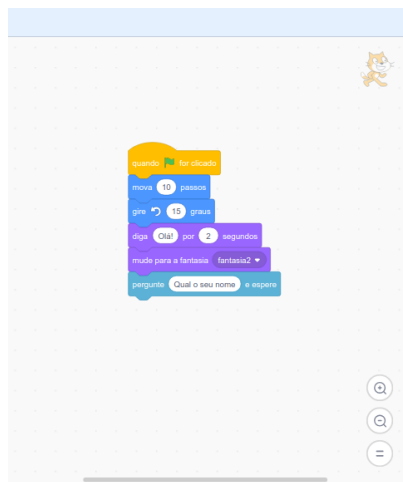 quando for clicado
mova 10 passos
gire 15 graus
diga Olá! por 2 segundos
mude para a fantasia fantasia2
pergunte Qual o seu nome e espere